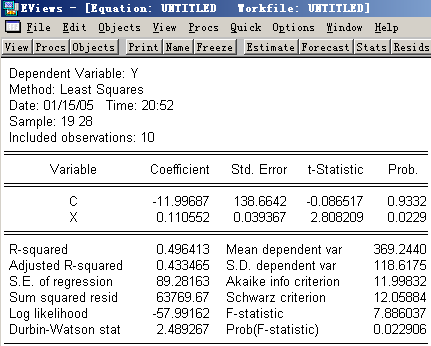 EViews - [Equation: UNTITLED    Workfile: UNTITLED]
File Edit Objects View Procs Quick Options Window Help
View Procs Objects Print Name Freeze Estimate Forecast Stats Resids
Dependent Variable: Y
Method: Least Squares
Date: 01/15/05   Time: 20:52
Sample: 19 28
Included observations: 10
Variable Coefficient Std. Error t-Statistic Prob.
C -11.99687 138.6642 -0.086517 0.9332
X 0.110552 0.039367 2.808209 0.0229
R-squared 0.496413 Mean dependent var 369.2440
Adjusted R-squared 0.433465 S.D. dependent var 118.6175
S.E. of regression 89.28163 Akaike info criterion 11.99832
Sum squared resid 63769.67 Schwarz criterion 12.05884
Log likelihood -57.99162 F-statistic 7.886037
Durbin-Watson stat 2.489267 Prob(F-statistic) 0.022906